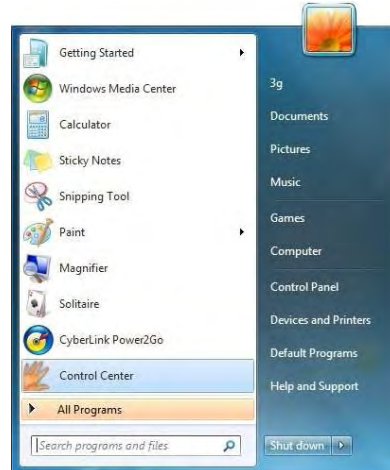 Getting Started
Windows Media Center
Calculator
Sticky Notes
Snipping Tool
Paint
Magnifier
Solitaire
CyberLink Power2Go
Control Center
All Programs
Search programs and files
3g
Documents
Pictures
Music
Games
Computer
Control Panel
Devices and Printers
Default Programs
Help and Support
Shut down